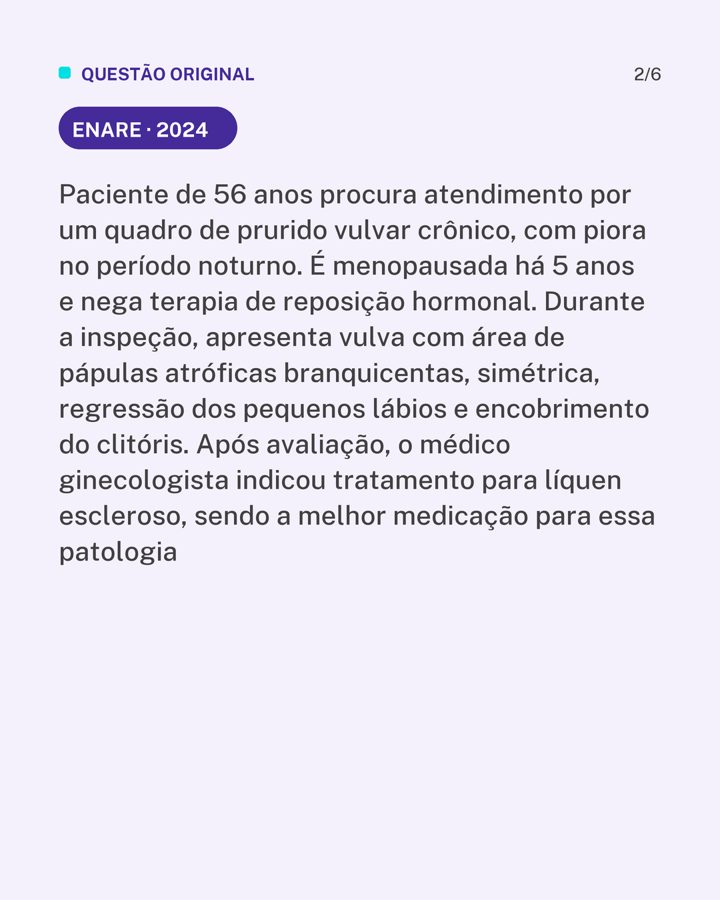 QUESTÃO ORIGINAL
2/6
ENARE · 2024
Paciente de 56 anos procura atendimento por
um quadro de prurido vulvar crônico, com piora
no período noturno. É menopausada há 5 anos
e nega terapia de reposição hormonal. Durante
a inspeção, apresenta vulva com área de
pápulas atróficas branquicentas, simétrica,
regressão dos pequenos lábios e encobrimento
do clitóris. Após avaliação, o médico
ginecologista indicou tratamento para líquen
escleroso, sendo a melhor medicação para essa
patologia